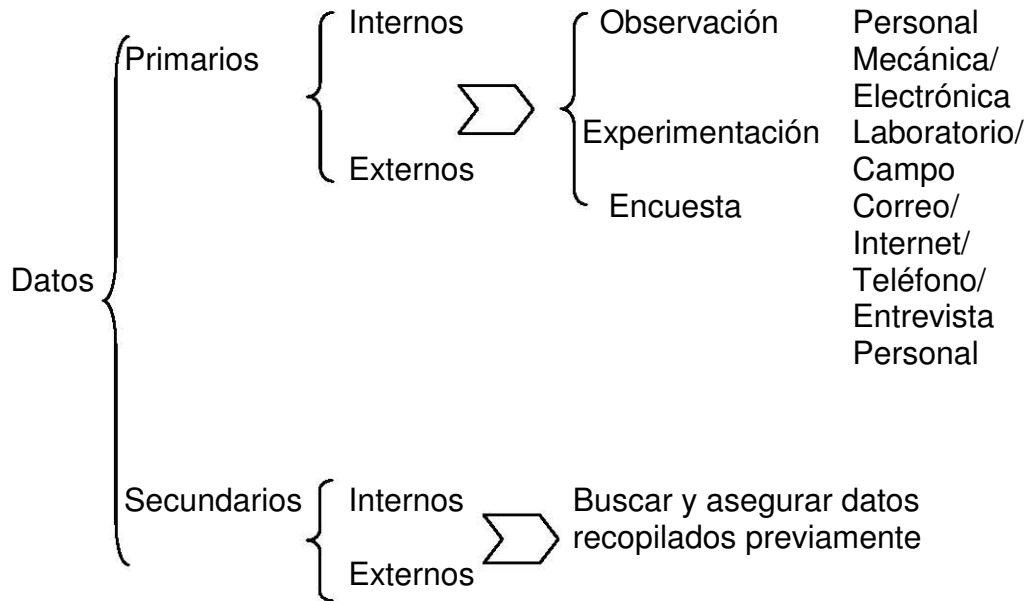 Internos Observación Personal
Primarios Mecánica/
Electrónica
Experimentación Laboratorio/
Externos Campo
Encuesta Correo/
Internet/
Datos Teléfono/
Entrevista
Personal
Secundarios Internos Buscar y asegurar datos
recopilados previamente
Externos